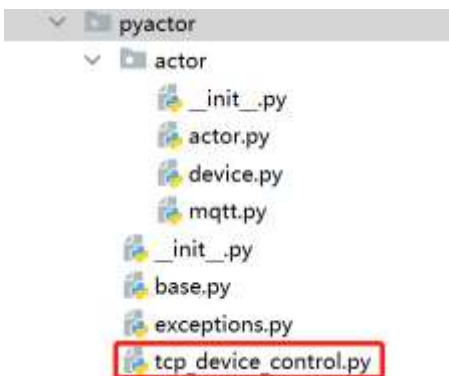 pyactor
actor
__init__.py
actor.py
device.py
mqtt.py
__init__.py
base.py
exceptions.py
tcp_device_control.py